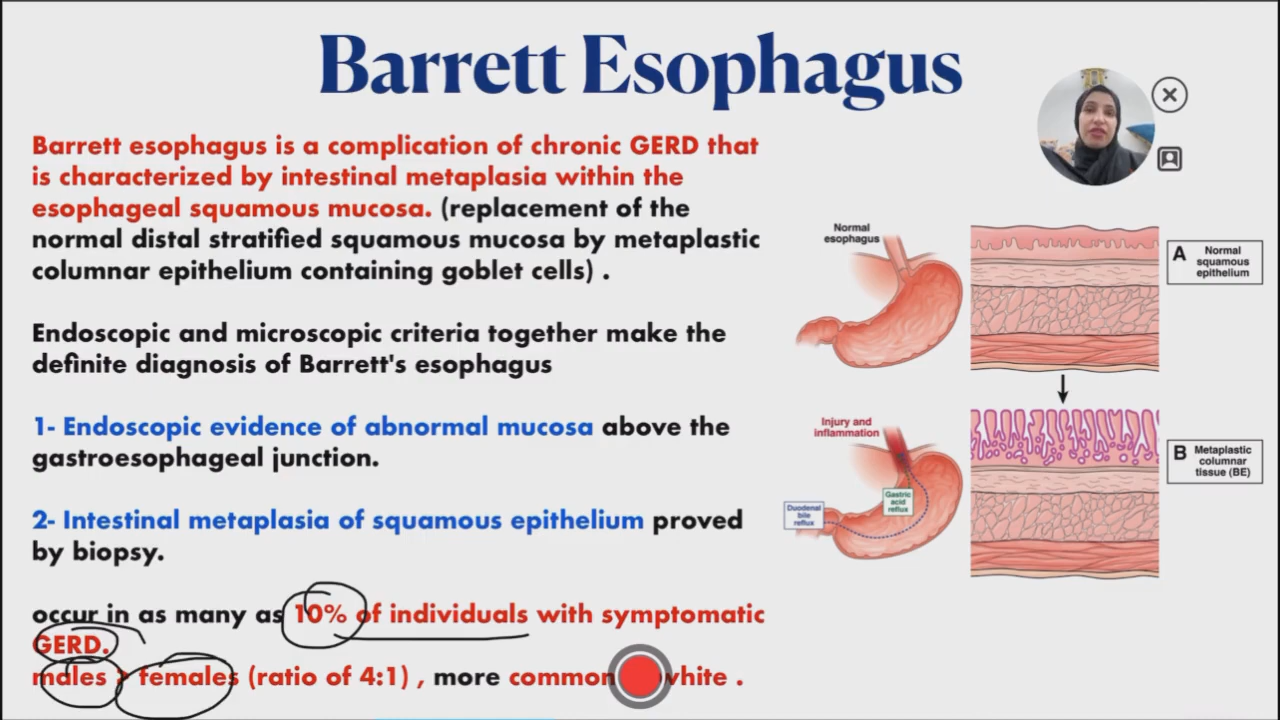 Barrett Esophagus
Barrett esophagus is a complication of chronic GERD that
is characterized by intestinal metaplasia within the
esophageal squamous mucosa. (replacement of the
normal distal stratified squamous mucosa by metaplastic
columnar epithelium containing goblet cells) .
Endoscopic and microscopic criteria together make the
definite diagnosis of Barrett's esophagus
1- Endoscopic evidence of abnormal mucosa above the
gastroesophageal junction.
2- Intestinal metaplasia of squamous epithelium proved
by biopsy.
occur in as many as 10% of individuals with symptomatic
GERD.
males > females (ratio of 4:1) , more common white .
Normal
esophagus
A Normal
squamous
epithelium
Injury and
inflammation
Gastric
acid
reflux
Duodenal
bile
reflux
B Metaplastic
columnar
tissue (BE)